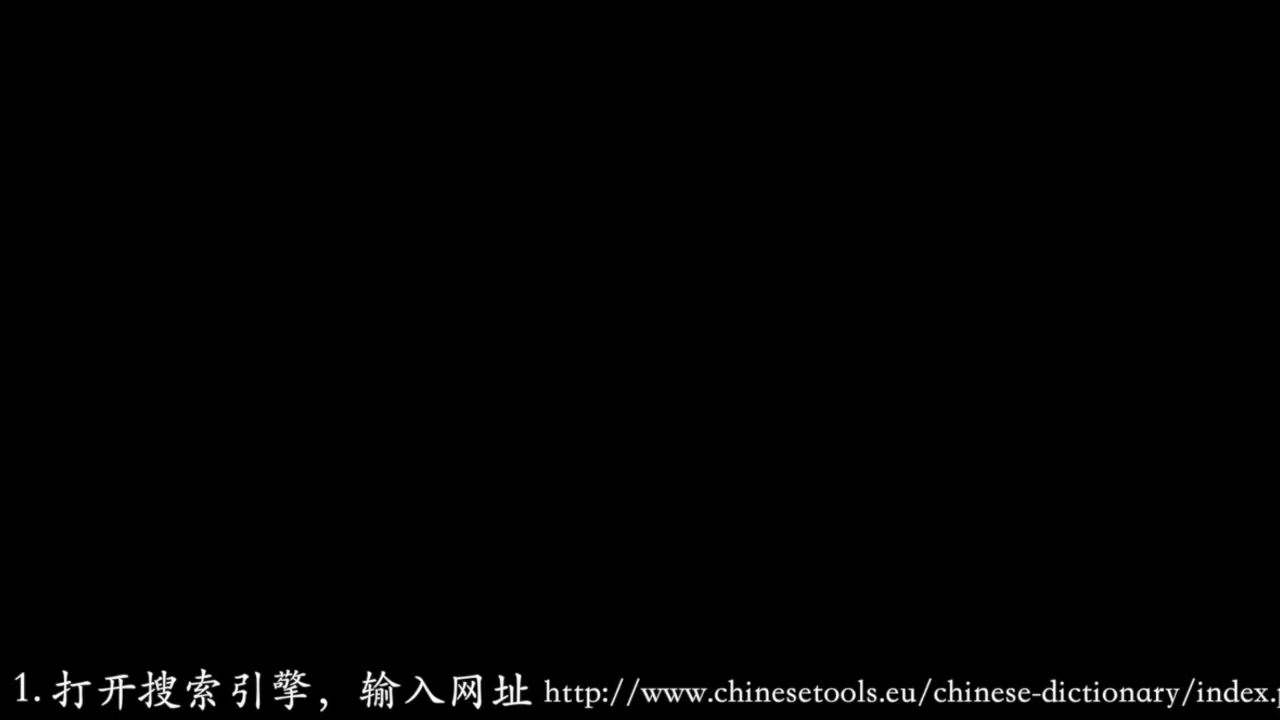 1. 打开搜索引擎，输入网址 http://www.chinesetools.eu/chinese-dictionary/index.